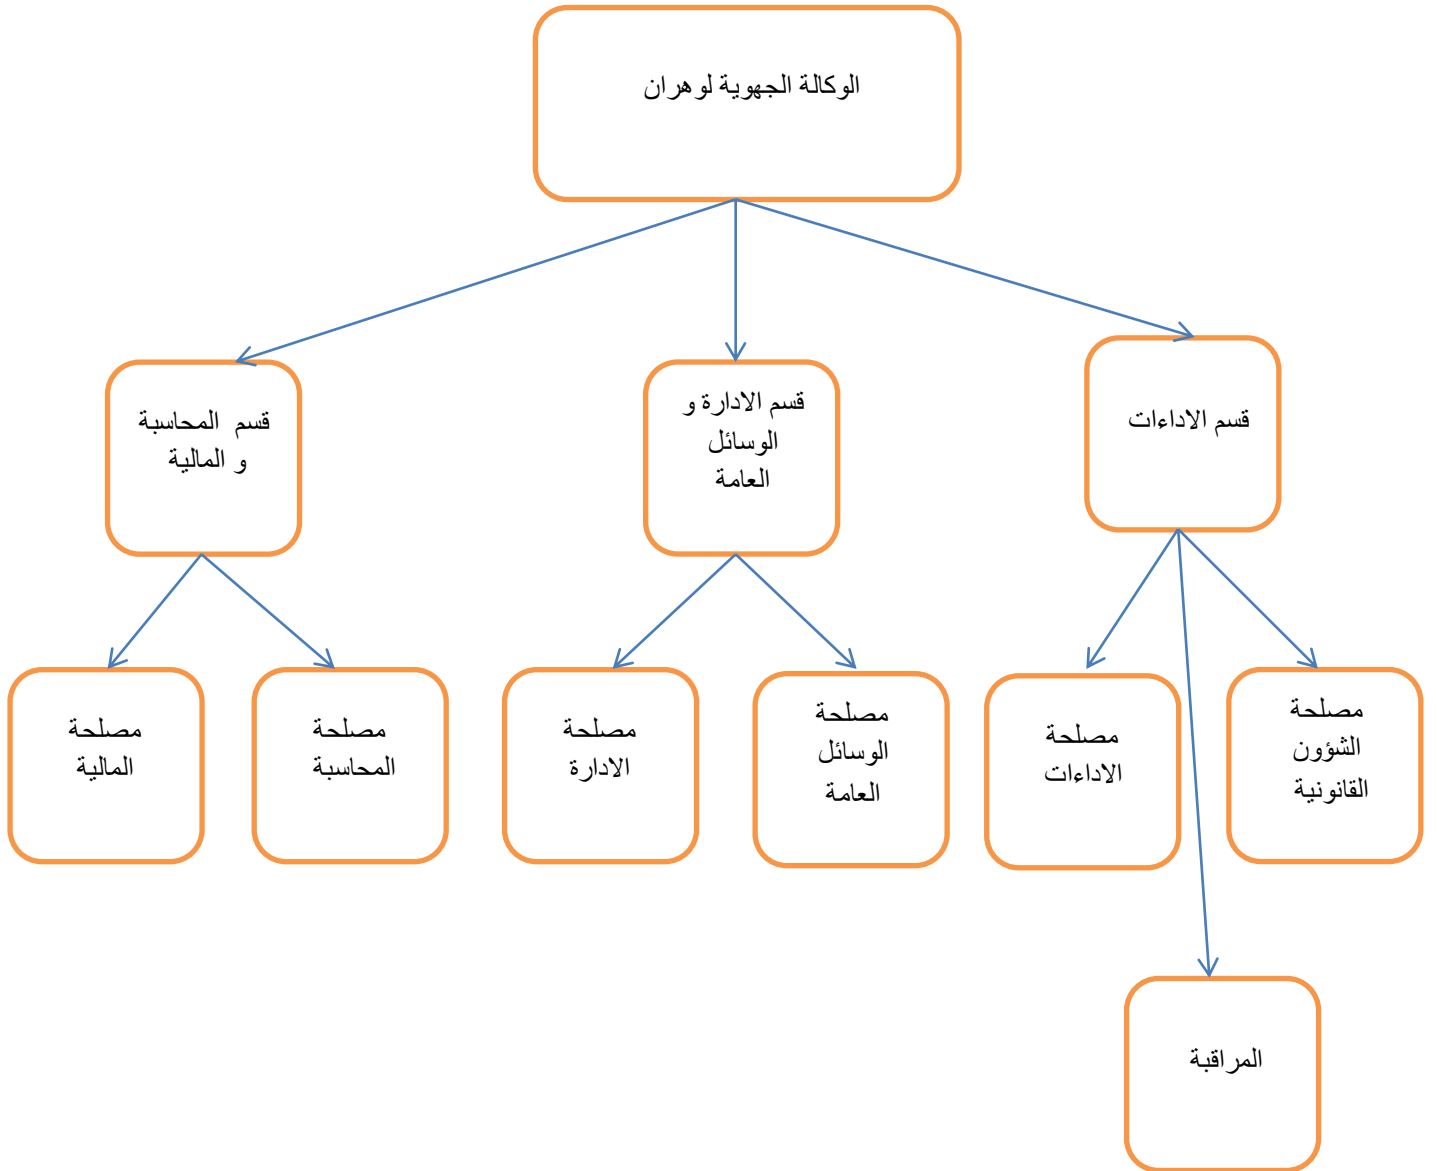 الوكالة الجهوية لوهران
قسم الاداءات
قسم الادارة و
الوسائل
العامة
قسم المحاسبة
و المالية
مصلحة
الشؤون
القانونية
مصلحة
الاداءات
مصلحة
الوسائل
العامة
مصلحة
الادارة
مصلحة
المحاسبة
مصلحة
المالية
المراقبة